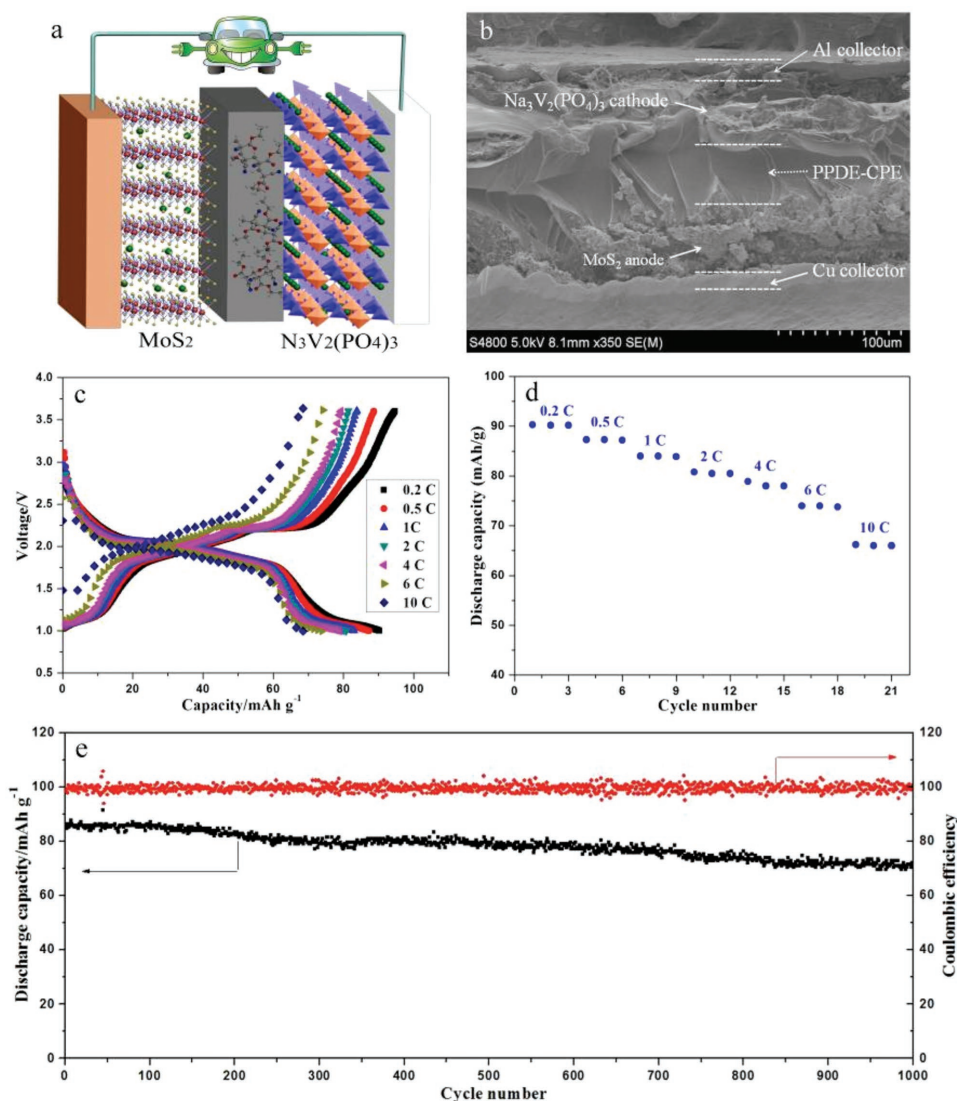 a
MoS2
N3V2(PO4)3
b
Al collector
Na3V2(PO4)3 cathode
PPDE-CPE
MoS2 anode
Cu collector
S4800 5.0kV 8.1mm x350 SE(M)
100um
c
4.0
3.5
3.0
2.5
2.0
1.5
1.0
0.5
Voltage/V
0.2 C
0.5 C
1C
2 C
4 C
6 C
10 C
0 20 40 60 80 100
Capacity/mAh g-1
d
100
90
80
70
60
50
40
Discharge capacity (mAh/g)
0.2 C
0.5 C
1 C
2 C
4 C
6 C
10 C
0 3 6 9 12 15 18 21
Cycle number
e
120
100
80
60
40
20
0
Discharge capacity/mAh g-1
120
100
80
60
40
20
0
Coulombic efficiency
0 100 200 300 400 500 600 700 800 900 1000
Cycle number